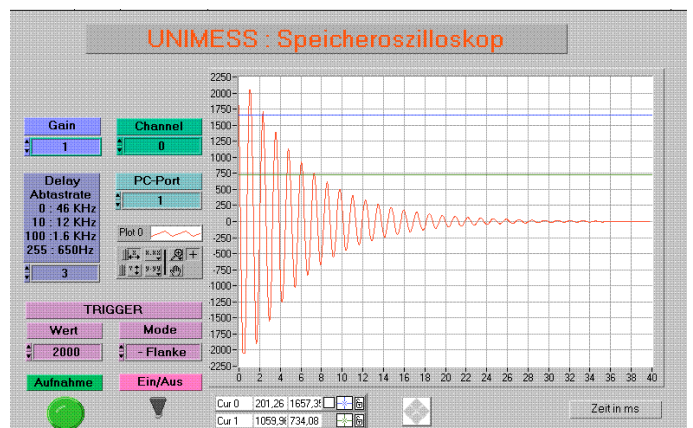 UNIMESS : Speicheroszilloskop
Gain
1
Channel
0
Delay
Abtastrate
0 : 46 KHz
10 : 12 KHz
100 :1.6 KHz
255 : 650Hz
3
PC-Port
1
Plot 0
TRIGGER
Wert
2000
Mode
- Flanke
Aufnahme
Ein/Aus
2250
2000
1750
1500
1250
1000
750
500
250
0
-250
-500
-750
-1000
-1250
-1500
-1750
-2000
-2250
0 2 4 6 8 10 12 14 16 18 20 22 24 26 28 30 32 34 36 38 40
Cur 0 201,26 1657,3
Cur 1 1059,9 734,08
Zeit in ms